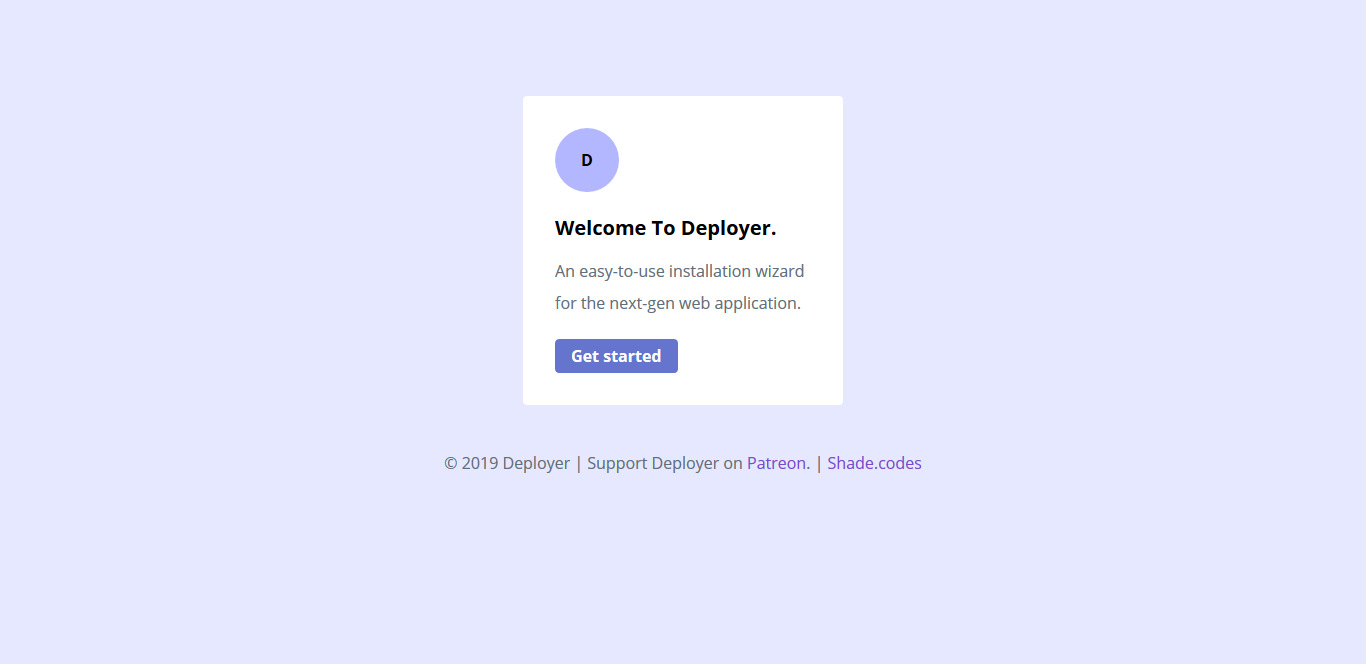 D
Welcome To Deployer.
An easy-to-use installation wizard
for the next-gen web application.
Get started
© 2019 Deployer | Support Deployer on Patreon. | Shade.codes